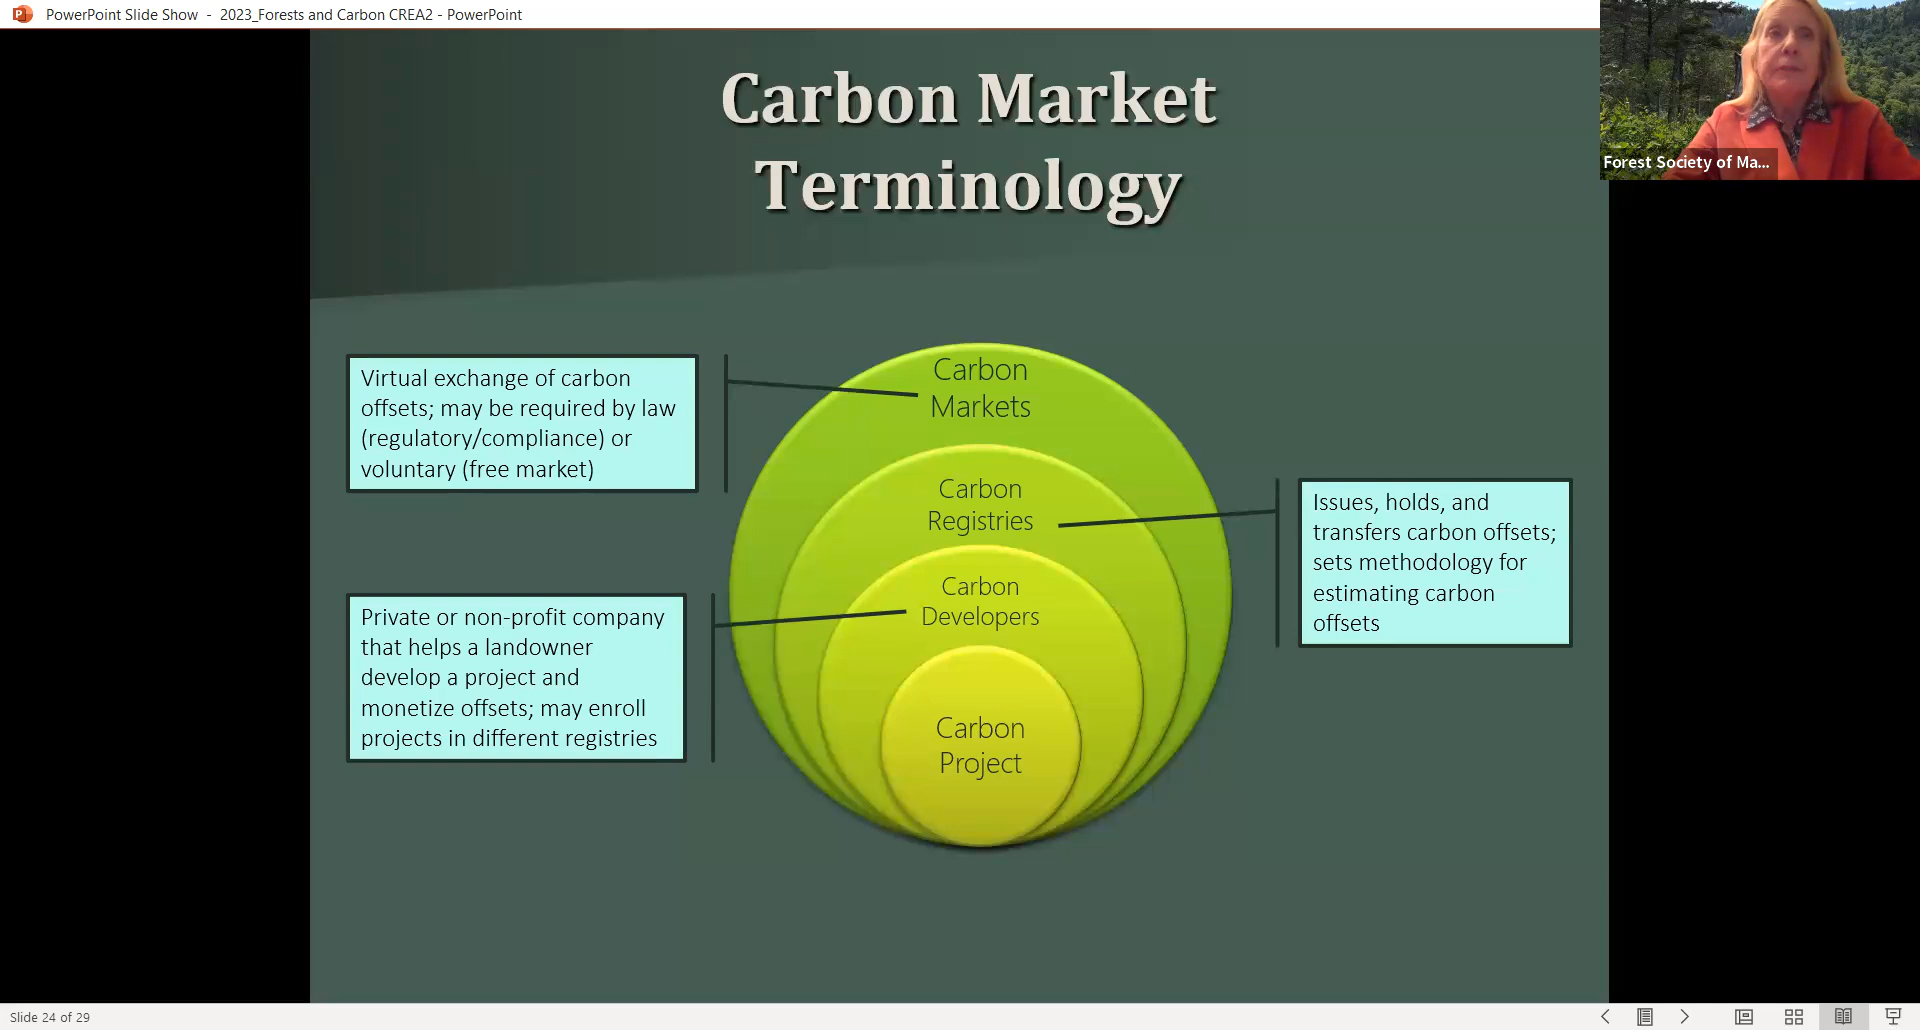 PowerPoint Slide Show - 2023_Forests and Carbon CREA2 - PowerPoint
Forest Society of Ma...
Carbon Market
Terminology
Virtual exchange of carbon
offsets; may be required by law
(regulatory/compliance) or
voluntary (free market)
Carbon
Markets
Carbon
Registries
Issues, holds, and
transfers carbon offsets;
sets methodology for
estimating carbon
offsets
Carbon
Developers
Private or non-profit company
that helps a landowner
develop a project and
monetize offsets; may enroll
projects in different registries
Carbon
Project
Slide 24 of 29